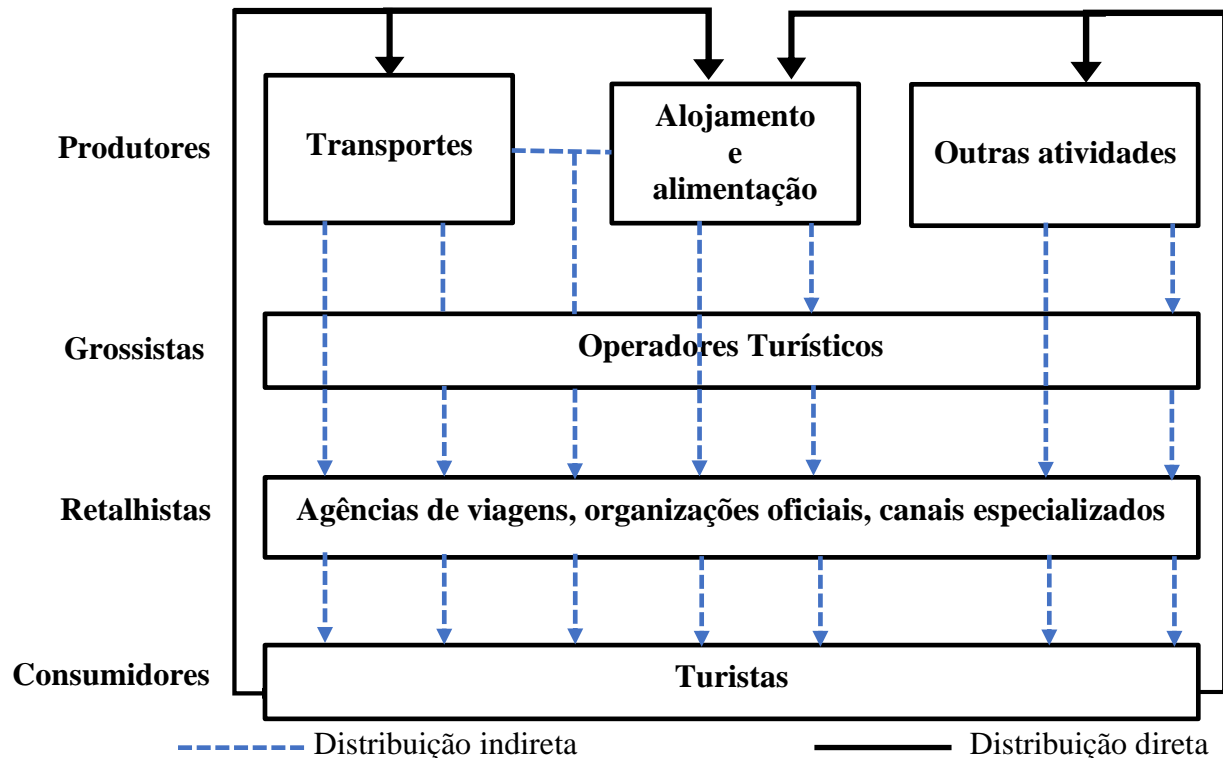 Produtores
Transportes
Alojamento
e
alimentação
Outras atividades
Grossistas
Operadores Turísticos
Retalhistas
Agências de viagens, organizações oficiais, canais especializados
Consumidores
Turistas
Distribuição indireta
Distribuição direta